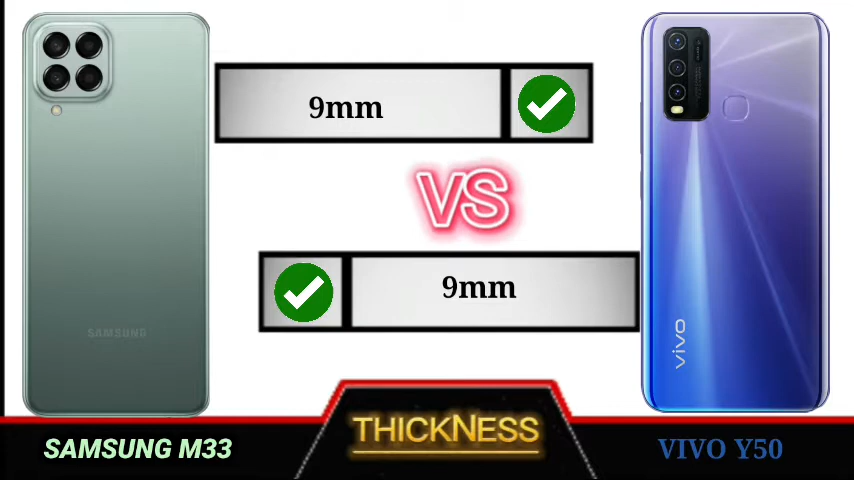 9mm
VS
9mm
SAMSUNG
vivo
THICKNESS
SAMSUNG M33
VIVO Y50